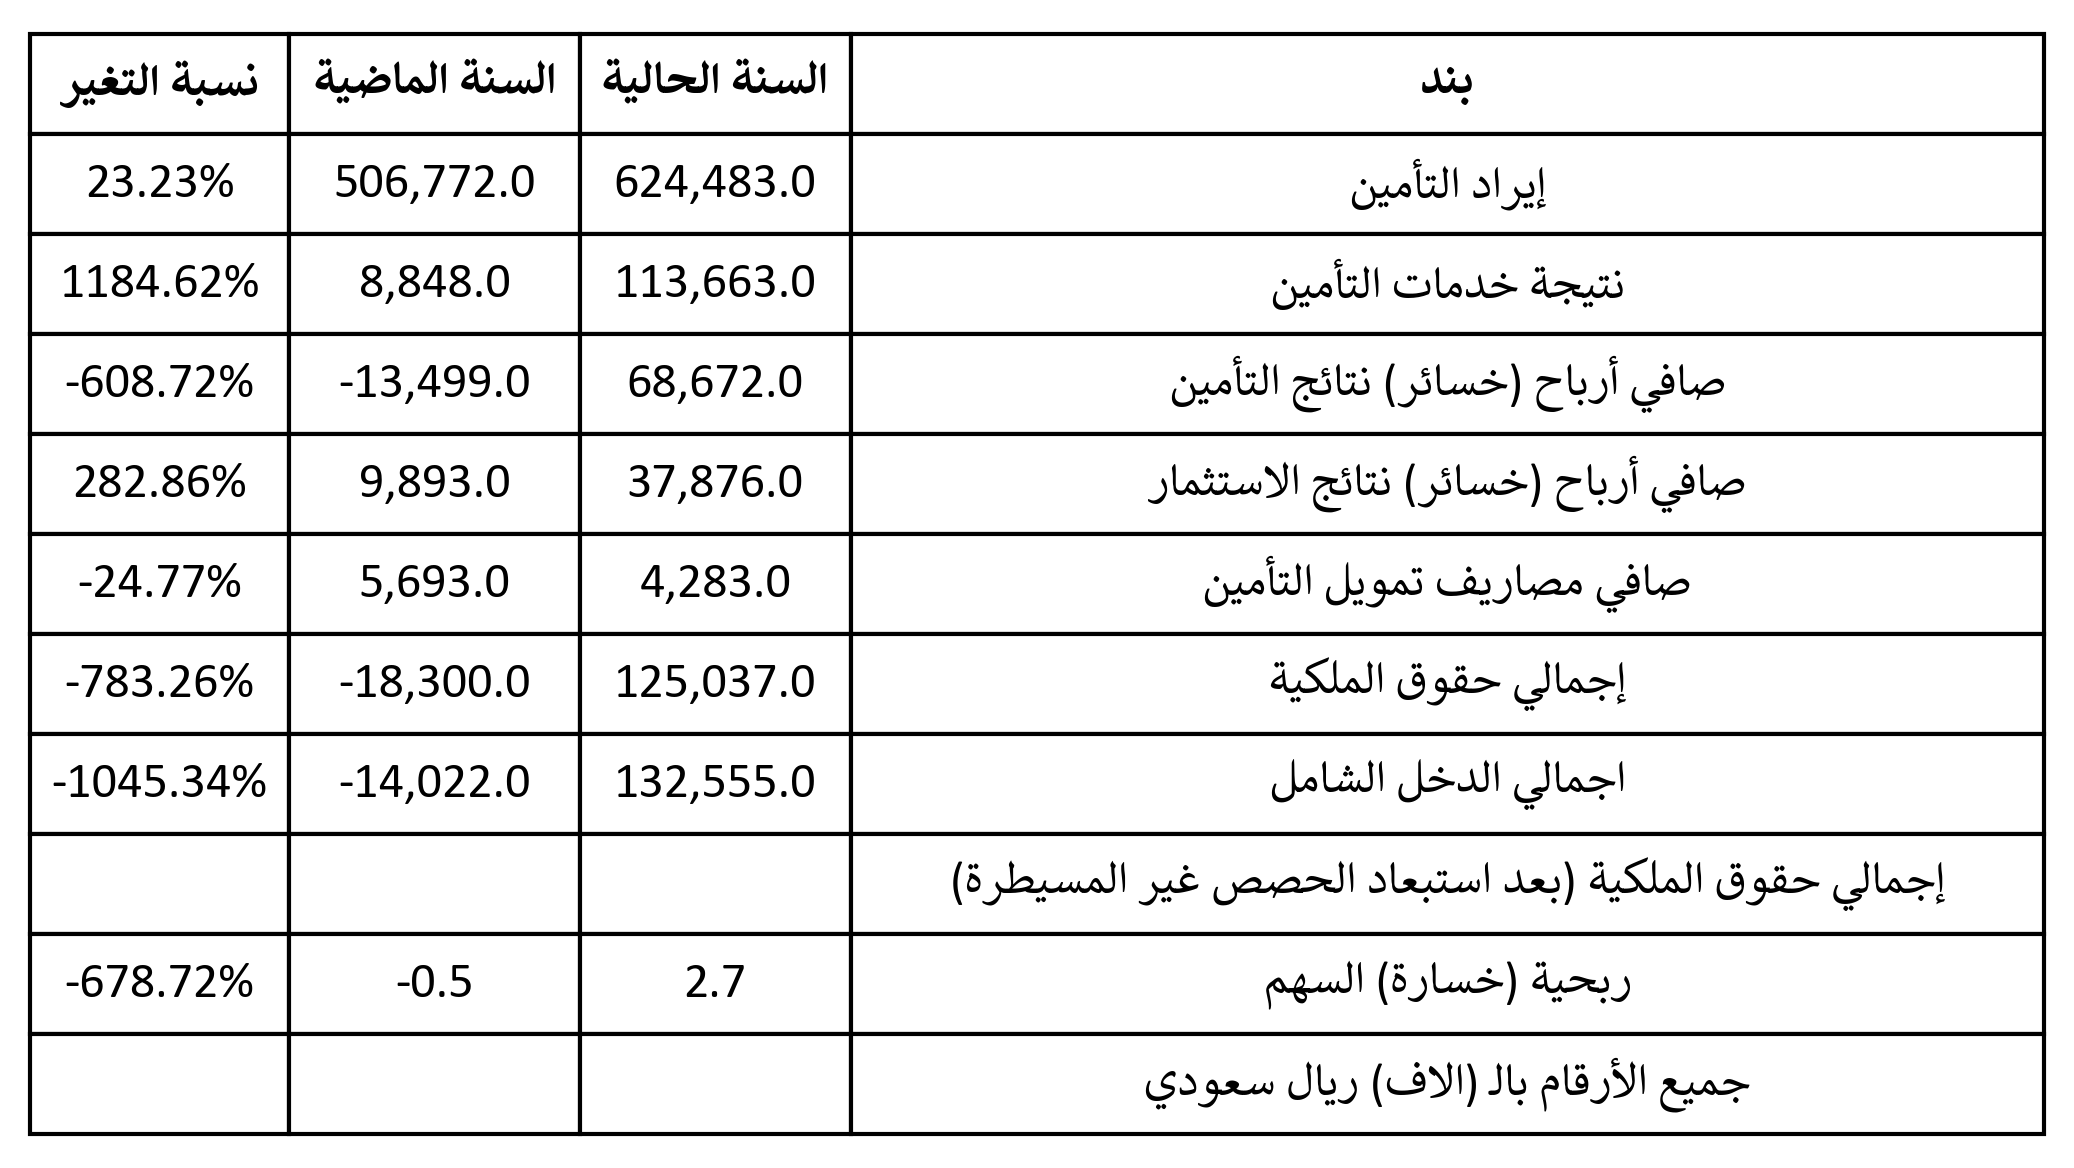 بند السنة الحالية السنة الماضية نسبة التغير
إيراد التأمين 624,483.0 506,772.0 23.23%
نتيجة خدمات التأمين 113,663.0 8,848.0 1184.62%
صافي أرباح (خسائر) نتائج التأمين 68,672.0 -13,499.0 -608.72%
صافي أرباح (خسائر) نتائج الاستثمار 37,876.0 9,893.0 282.86%
صافي مصاريف تمويل التأمين 4,283.0 5,693.0 -24.77%
إجمالي حقوق الملكية 125,037.0 -18,300.0 -783.26%
اجمالي الدخل الشامل 132,555.0 -14,022.0 -1045.34%
إجمالي حقوق الملكية (بعد استبعاد الحصص غير المسيطرة)
ربحية (خسارة) السهم 2.7 -0.5 -678.72%
جميع الأرقام بالـ (الاف) ريال سعودي